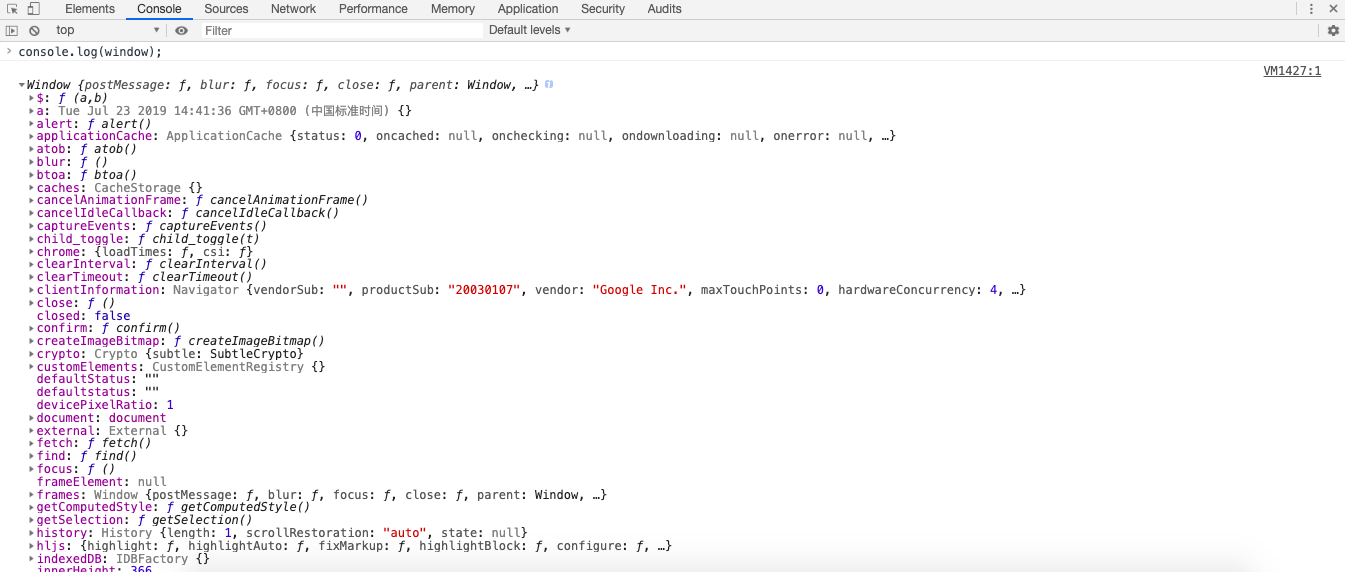 Elements Console Sources Network Performance Memory Application Security Audits
top Filter Default levels
console.log(window);
VM1427:1
Window {postMessage: ƒ, blur: ƒ, focus: ƒ, close: ƒ, parent: Window, …}
$: ƒ (a,b)
a: Tue Jul 23 2019 14:41:36 GMT+0800 (中国标准时间) {}
alert: ƒ alert()
applicationCache: ApplicationCache {status: 0, oncached: null, onchecking: null, ondownloading: null, onerror: null, …}
atob: ƒ atob()
blur: ƒ ()
btoa: ƒ btoa()
caches: CacheStorage {}
cancelAnimationFrame: ƒ cancelAnimationFrame()
cancelIdleCallback: ƒ cancelIdleCallback()
captureEvents: ƒ captureEvents()
child_toggle: ƒ child_toggle(t)
chrome: {loadTimes: ƒ, csi: ƒ}
clearInterval: ƒ clearInterval()
clearTimeout: ƒ clearTimeout()
clientInformation: Navigator {vendorSub: "", productSub: "20030107", vendor: "Google Inc.", maxTouchPoints: 0, hardwareConcurrency: 4, …}
close: ƒ ()
closed: false
confirm: ƒ confirm()
createImageBitmap: ƒ createImageBitmap()
crypto: Crypto {subtle: SubtleCrypto}
customElements: CustomElementRegistry {}
defaultStatus: ""
defaultstatus: ""
devicePixelRatio: 1
document: document
external: External {}
fetch: ƒ fetch()
find: ƒ find()
focus: ƒ ()
frameElement: null
frames: Window {postMessage: ƒ, blur: ƒ, focus: ƒ, close: ƒ, parent: Window, …}
getComputedStyle: ƒ getComputedStyle()
getSelection: ƒ getSelection()
history: History {length: 1, scrollRestoration: "auto", state: null}
hljs: {highlight: ƒ, highlightAuto: ƒ, fixMarkup: ƒ, highlightBlock: ƒ, configure: ƒ, …}
indexedDB: IDBFactory {}
innerHeight: 366